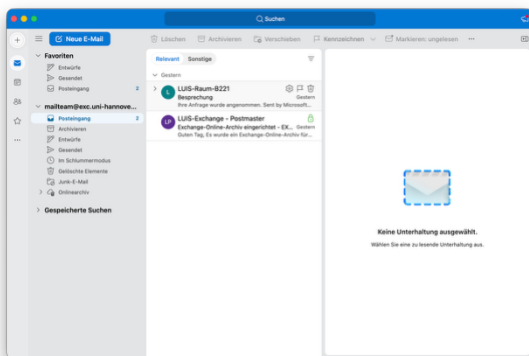 Suchen
Neue E-Mail
Löschen
Archivieren
Verschieben
Kennzeichnen
Markieren: ungelesen
Favoriten
Entwürfe
Gesendet
Posteingang 2
mailteam@exc.uni-hannove...
Posteingang 2
Archivieren
Entwürfe
Gesendet
Im Schlummermodus
Gelöschte Elemente
Junk-E-Mail
Onlinearchiv
Gespeicherte Suchen
Relevant Sonstige
Gestern
L LUIS-Raum-B221
Besprechung Gestern
Ihre Anfrage wurde angenommen. Sent by Microsoft...
LP LUIS-Exchange - Postmaster
Exchange-Online-Archiv eingerichtet - EX... Gestern
Guten Tag, Es wurde ein Exchange-Online-Archiv für...
Keine Unterhaltung ausgewählt.
Wählen Sie eine zu lesende Unterhaltung aus.